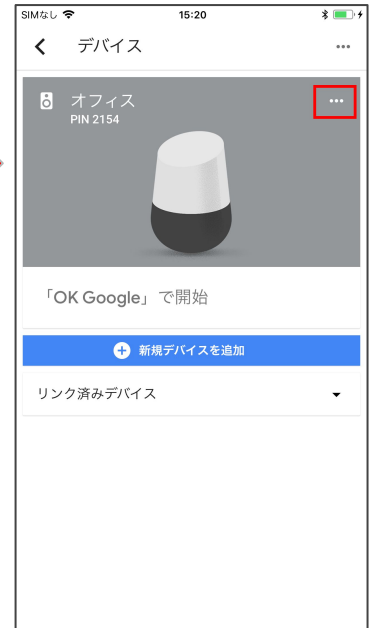 SIMなし 15:20
デバイス
オフィス
PIN 2154
「OK Google」で開始
新規デバイスを追加
リンク済みデバイス